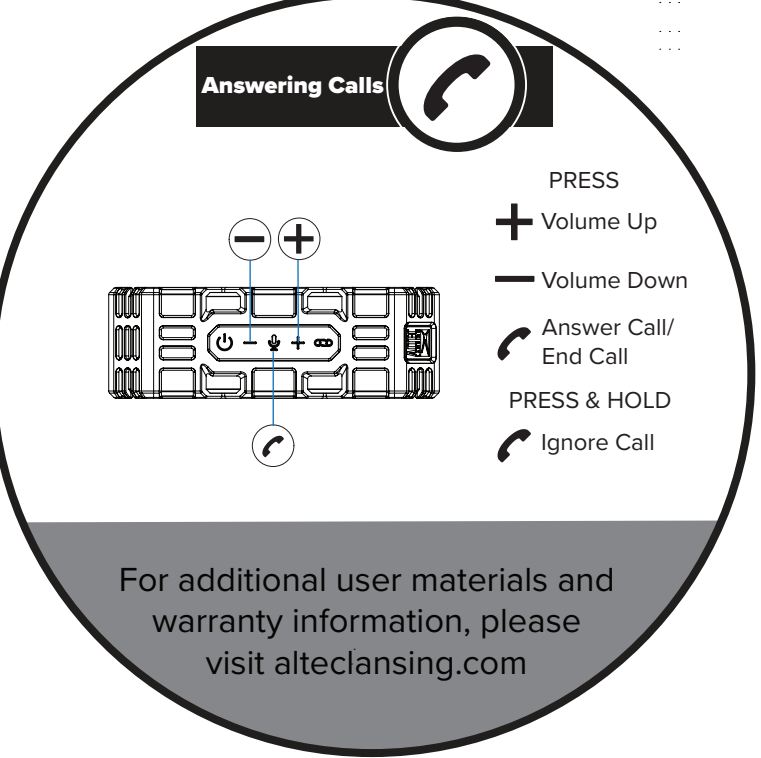 Answering Calls
PRESS
Volume Up
Volume Down
Answer Call/
End Call
PRESS & HOLD
Ignore Call
For additional user materials and
warranty information, please
visit alteclansing.com